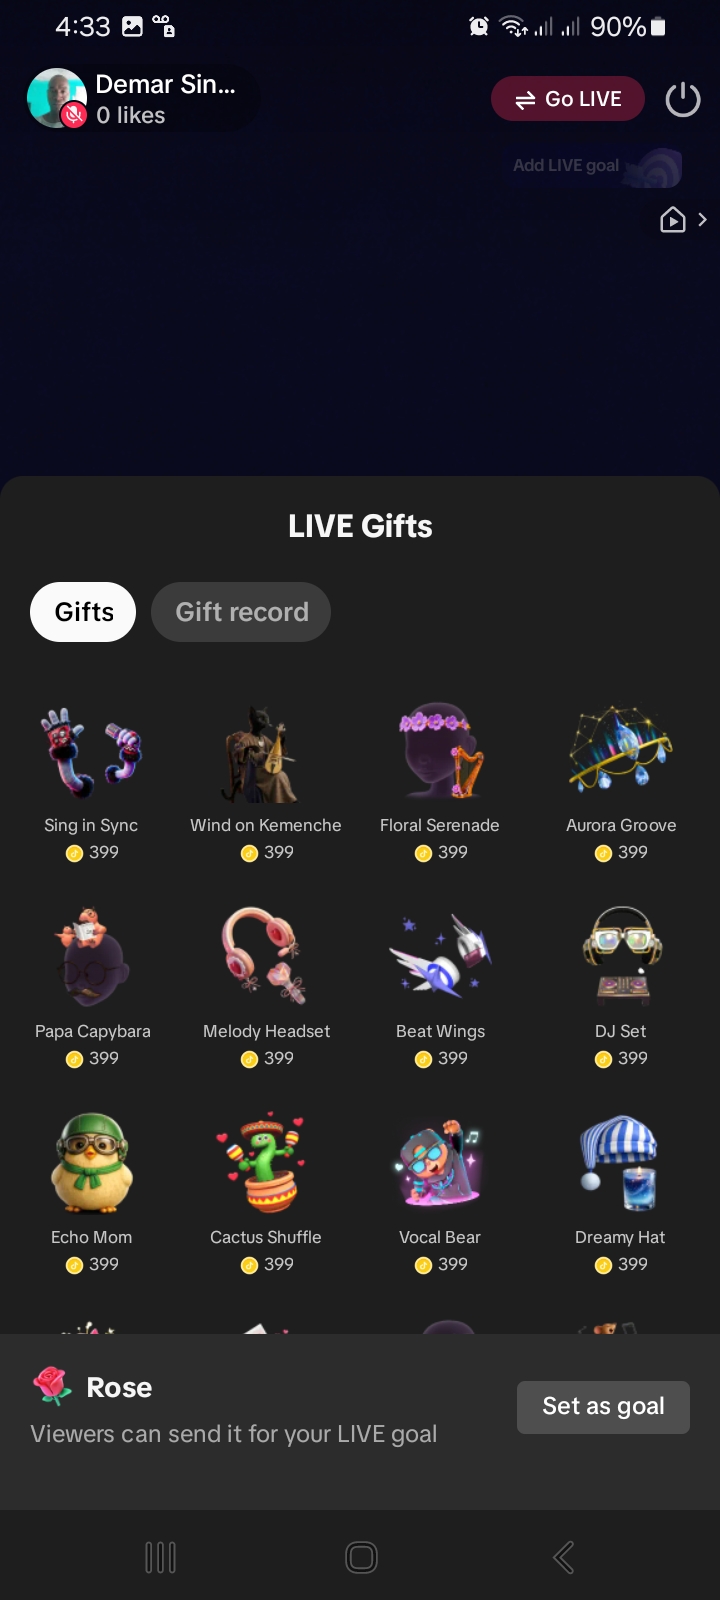 4:33
90%
Demar Sin...
0 likes
Go LIVE
Add LIVE goal
LIVE Gifts
Gifts
Gift record
Sing in Sync
Wind on Kemenche
Floral Serenade
Aurora Groove
399
399
399
399
Papa Capybara
Melody Headset
Beat Wings
DJ Set
399
399
399
399
Echo Mom
Cactus Shuffle
Vocal Bear
Dreamy Hat
399
399
399
399
Rose
Set as goal
Viewers can send it for your LIVE goal